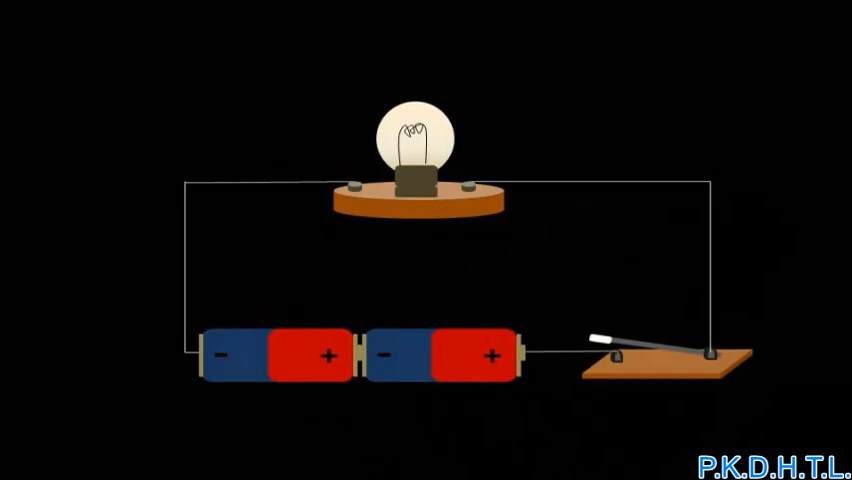 - + - +
P.K.D.H.T.L.